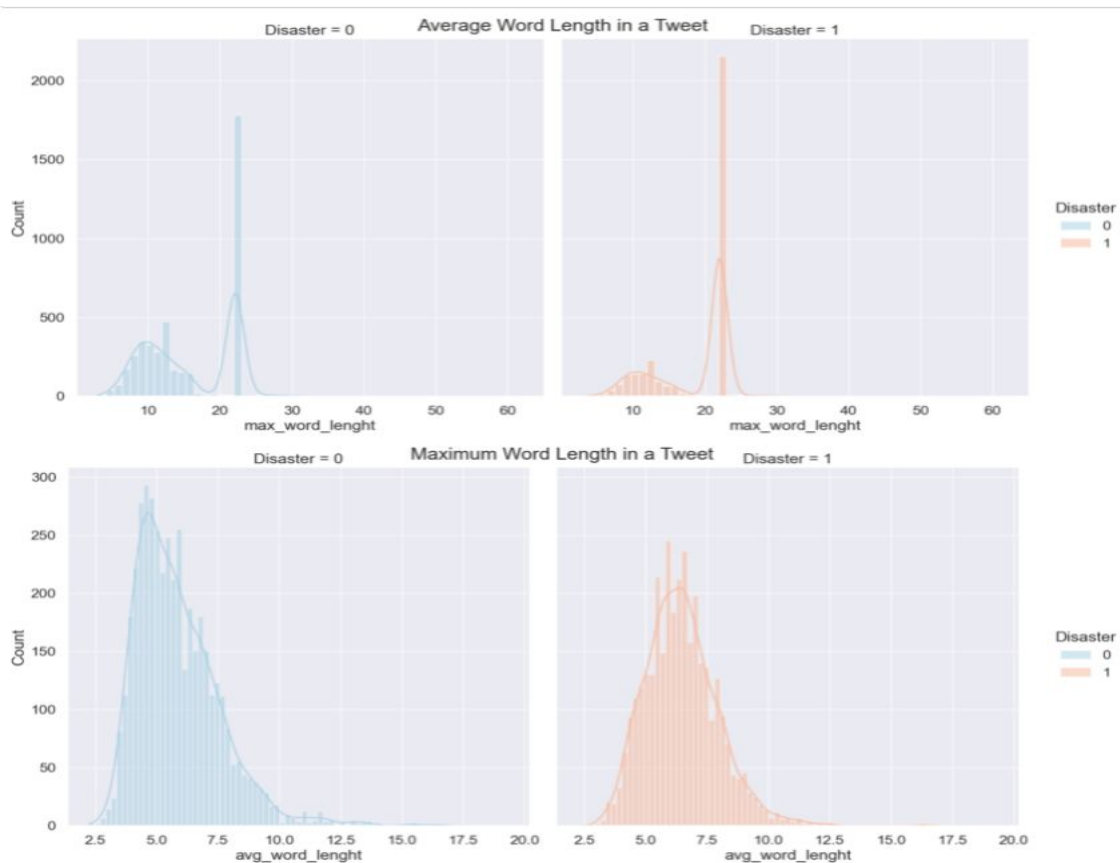 Average Word Length in a Tweet
Disaster = 0
Disaster = 1
2000
1500
1000
500
0
Count
10 20 30 40 50 60
max_word_lenght
10 20 30 40 50 60
max_word_lenght
Disaster
0
1
Maximum Word Length in a Tweet
Disaster = 0
Disaster = 1
300
250
200
150
100
50
0
Count
2.5 5.0 7.5 10.0 12.5 15.0 17.5 20.0
avg_word_lenght
2.5 5.0 7.5 10.0 12.5 15.0 17.5 20.0
avg_word_lenght
Disaster
0
1